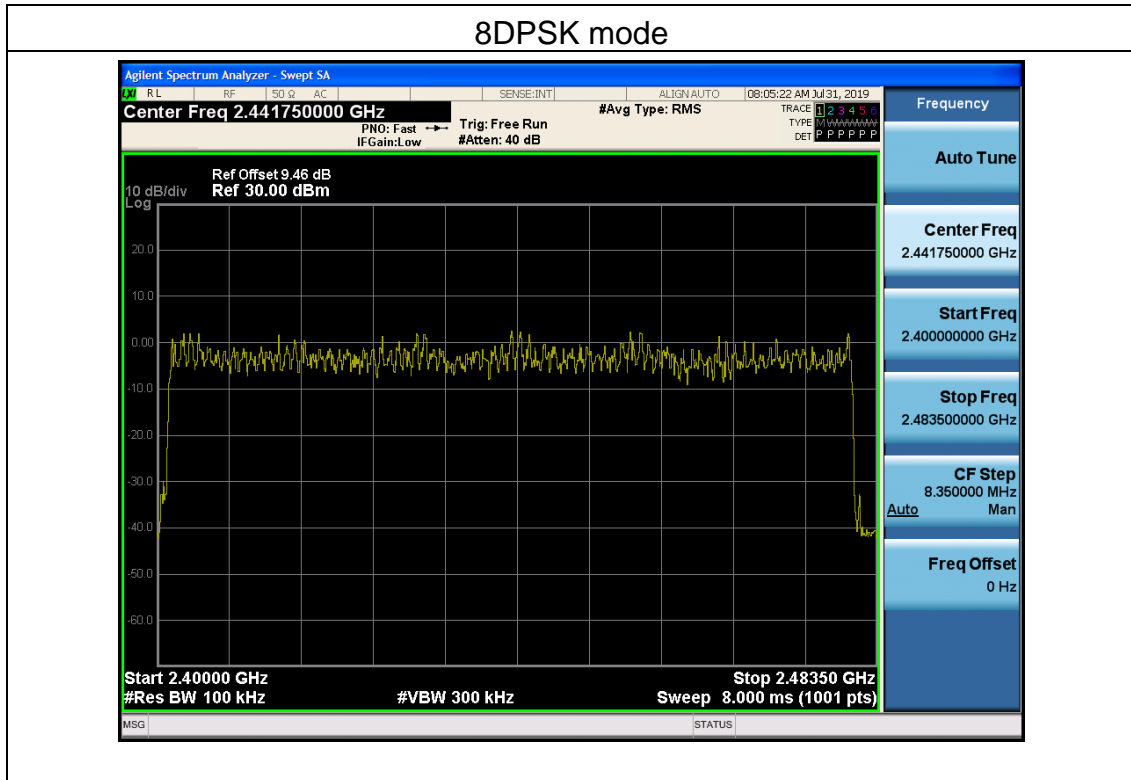 8DPSK mode
Agilent Spectrum Analyzer - Swept SA
LXI RL RF 50 Ω AC SENSE:INT ALIGN AUTO 08:05:22 AM Jul 31, 2019
Center Freq 2.441750000 GHz
#Avg Type: RMS
TRACE 1 2 3 4 5 6
PNO: Fast
Trig: Free Run
TYPE MWWWWW
IFGain:Low
#Atten: 40 dB
DET P P P P P P
Ref Offset 9.46 dB
10 dB/div Ref 30.00 dBm
Log
20.0
10.0
0.00
-10.0
-20.0
-30.0
-40.0
-50.0
-60.0
Start 2.40000 GHz
Stop 2.48350 GHz
#Res BW 100 kHz
#VBW 300 kHz
Sweep 8.000 ms (1001 pts)
MSG
STATUS
Frequency
Auto Tune
Center Freq
2.441750000 GHz
Start Freq
2.400000000 GHz
Stop Freq
2.483500000 GHz
CF Step
8.350000 MHz
Auto Man
Freq Offset
0 Hz